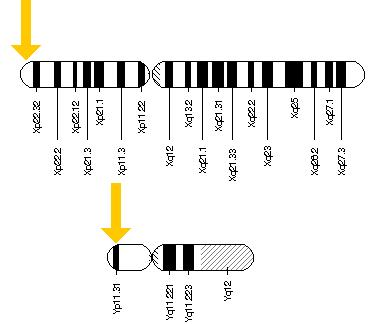 Xp22.32
Xp22.2
Xp22.12
Xp21.3
Xp21.1
Xp11.3
Xp11.22
Xq12
Xq13.2
Xq21.1
Xq21.31
Xq21.33
Xq22.2
Xq23
Xq25
Xq26.2
Xq27.1
Xq27.3
Yp11.31
Yq11.221
Yq11.223
Yq12